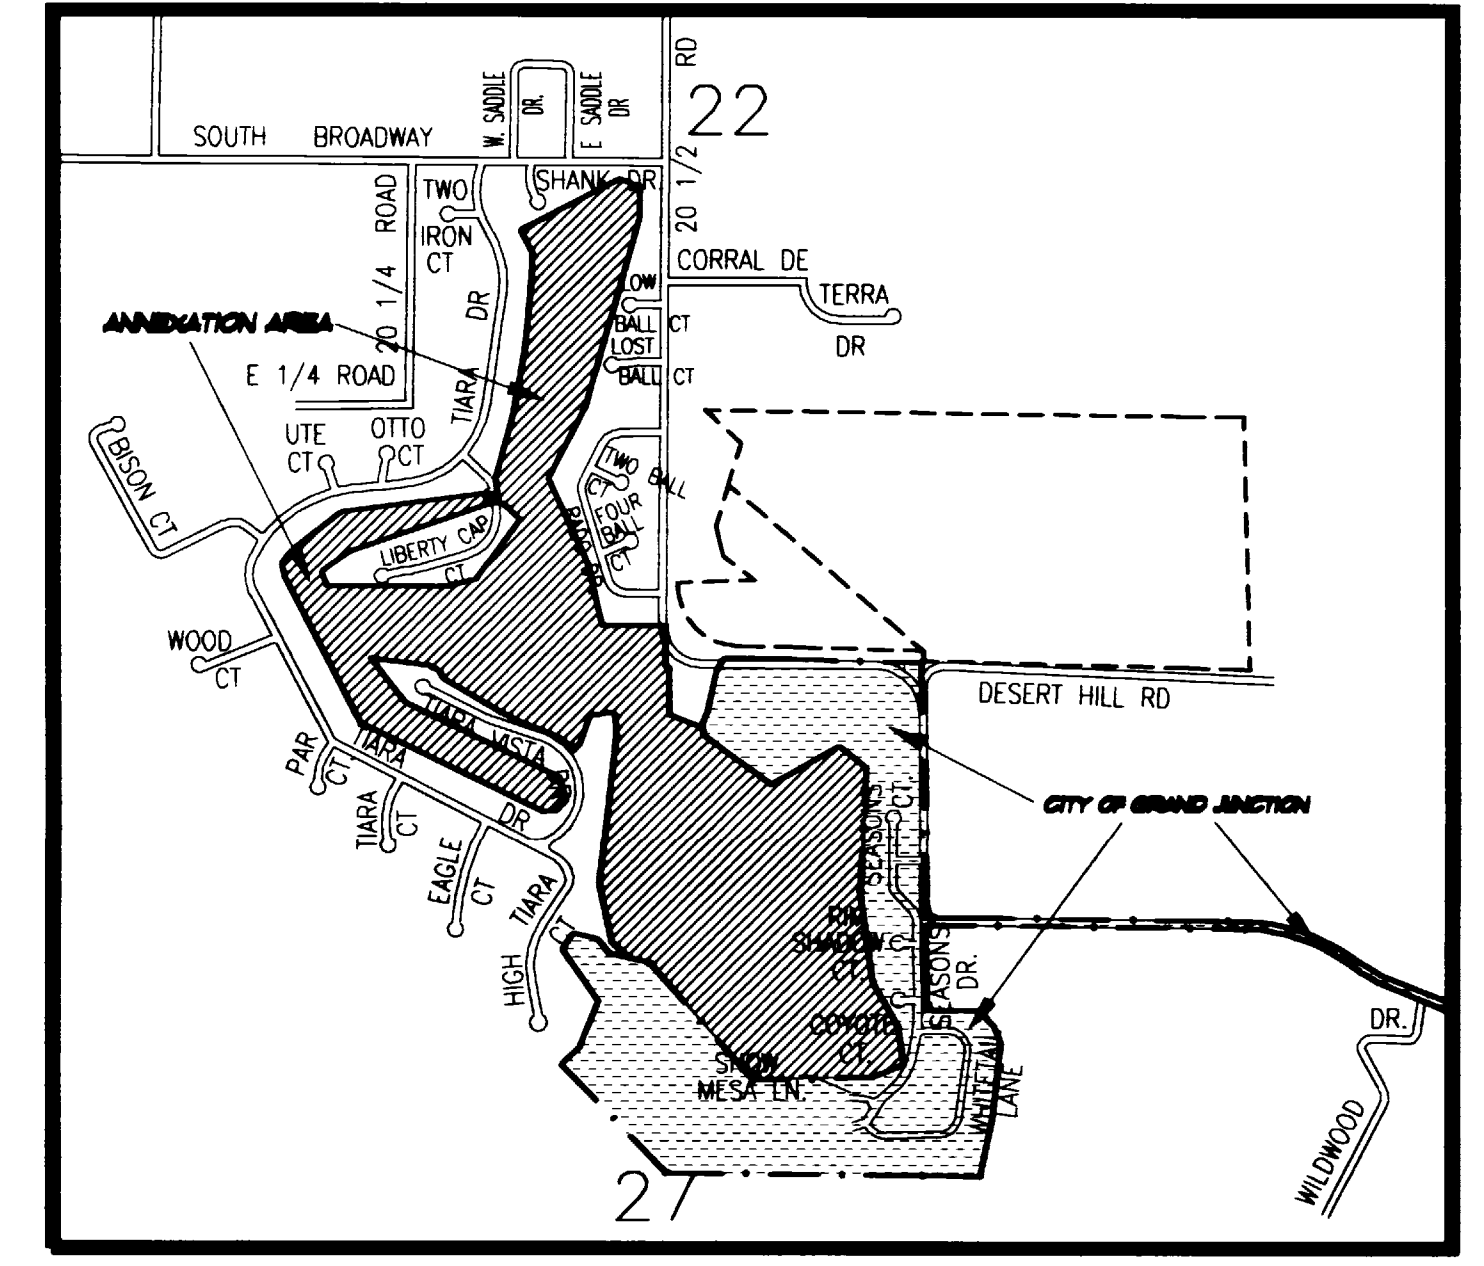 RD
22
W. SADDLE
DR.
E SADDLE
DR
SOUTH BROADWAY
20 1/2
SHANK DR.
TWO
IRON
CT
20 1/4 ROAD
CORRAL DE
TERRA
DR
TIARA DR
ANNEXATION AREA
E 1/4 ROAD
OW
BALL CT
LOST
BALL CT
UTE
CT
OTTO
CT
BISON CT
TWO BALL
CT
FOUR
BALL
CT
LIBERTY CAP
CT
WOOD
CT
DESERT HILL RD
TIARA VISTA DR
PAR
CT
TIARA
DR
TIARA
CT
EAGLE
CT
HIGH
TIARA
CT
SEASONS
CT.
CITY OF GRAND JUNCTION
RIM
SHADOW
CT.
SEASONS
DR.
COYOTE
CT.
SNOW
MESA LN.
WHITETAIL
LANE
DR.
WILDWOOD
2